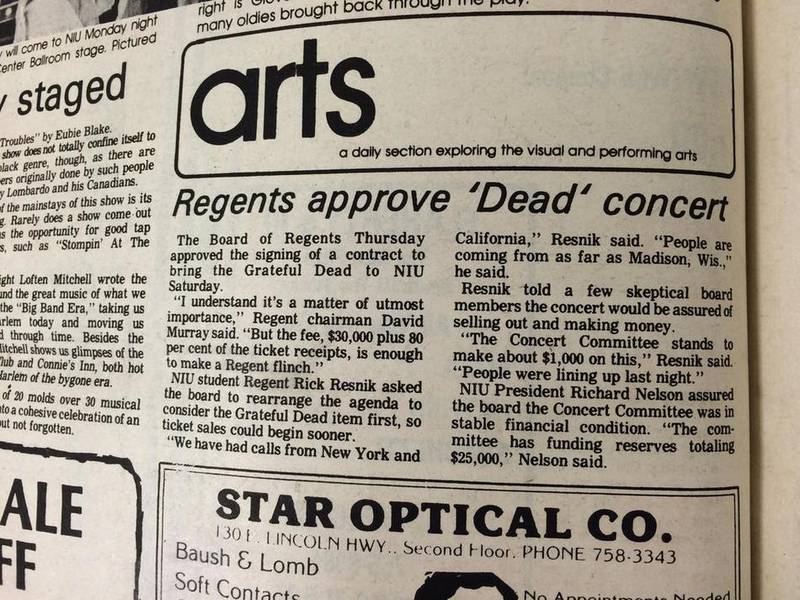 will come to NIU Monday night
Center Ballroom stage. Pictured
staged
Troubles" by Eubie Blake.
show does not totally confine itself to
black genre, though, as there are
originally done by such people
Lombardo and his Canadians.
of the mainstays of this show is its
Rarely does a show come out
the opportunity for good tap
such as "Stompin' At The
Loften Mitchell wrote the
and the great music of what we
the "Big Band Era," taking us
today and moving us
through time. Besides the
Mitchell shows us glimpses of the
Club and Connie's Inn, both hot
Harlem of the bygone era.
of 20 molds over 30 musical
into a cohesive celebration of an
but not forgotten.
ALE
FF
right is
many oldies brought back through the play.
arts
a daily section exploring the visual and performing arts
Regents approve 'Dead' concert
The Board of Regents Thursday
approved the signing of a contract to
bring the Grateful Dead to NIU
Saturday.
"I understand it's a matter of utmost
importance," Regent chairman David
Murray said. "But the fee, $30,000 plus 80
per cent of the ticket receipts, is enough
to make a Regent flinch."
NIU student Regent Rick Resnik asked
the board to rearrange the agenda to
consider the Grateful Dead item first, so
ticket sales could begin sooner.
"We have had calls from New York and
California," Resnik said. "People are
coming from as far as Madison, Wis.,"
he said.
Resnik told a few skeptical board
members the concert would be assured of
selling out and making money.
"The Concert Committee stands to
make about $1,000 on this," Resnik said.
"People were lining up last night."
NIU President Richard Nelson assured
the board the Concert Committee was in
stable financial condition. "The com-
mittee has funding reserves totaling
$25,000," Nelson said.
STAR OPTICAL CO.
130 E. LINCOLN HWY.. Second Floor. PHONE 758-3343
Baush & Lomb
Soft Contacts
No Appointments Needed